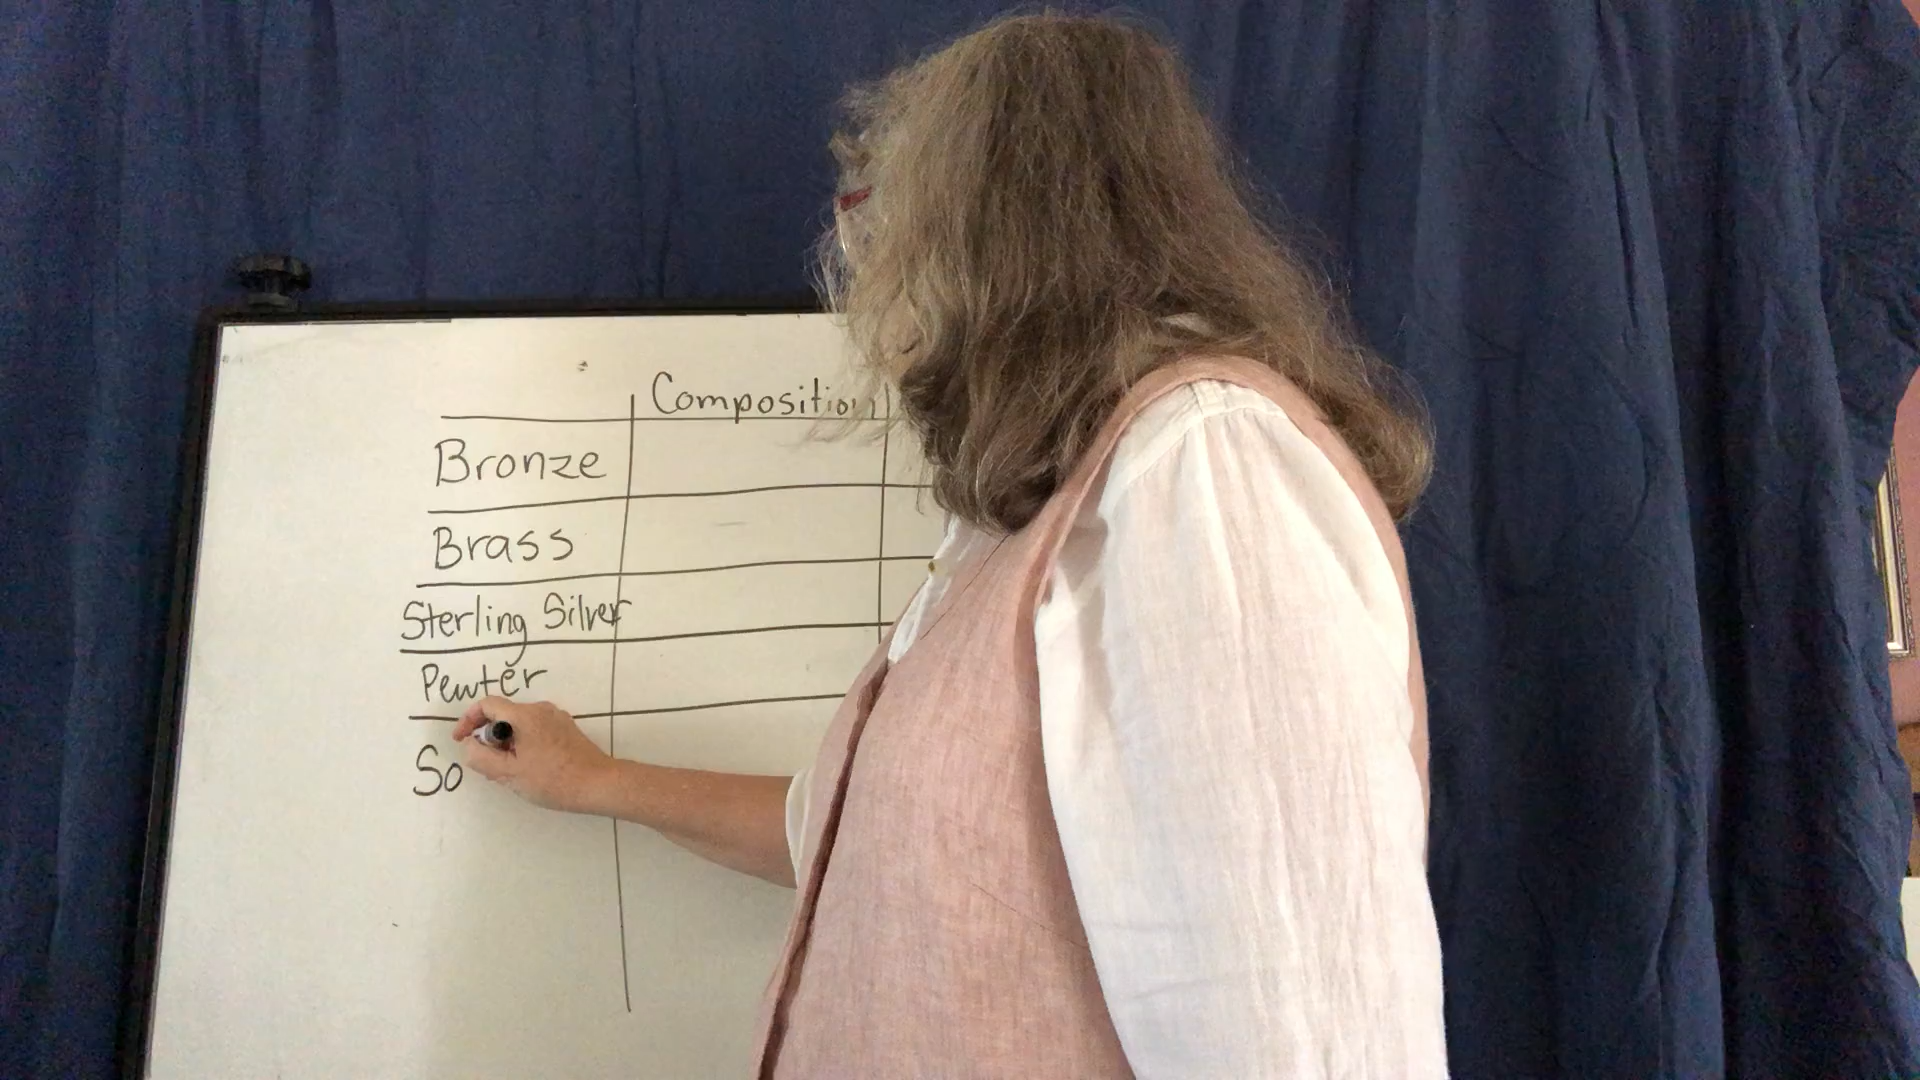 Composition
Bronze
Brass
Sterling Silver
Pewter
So